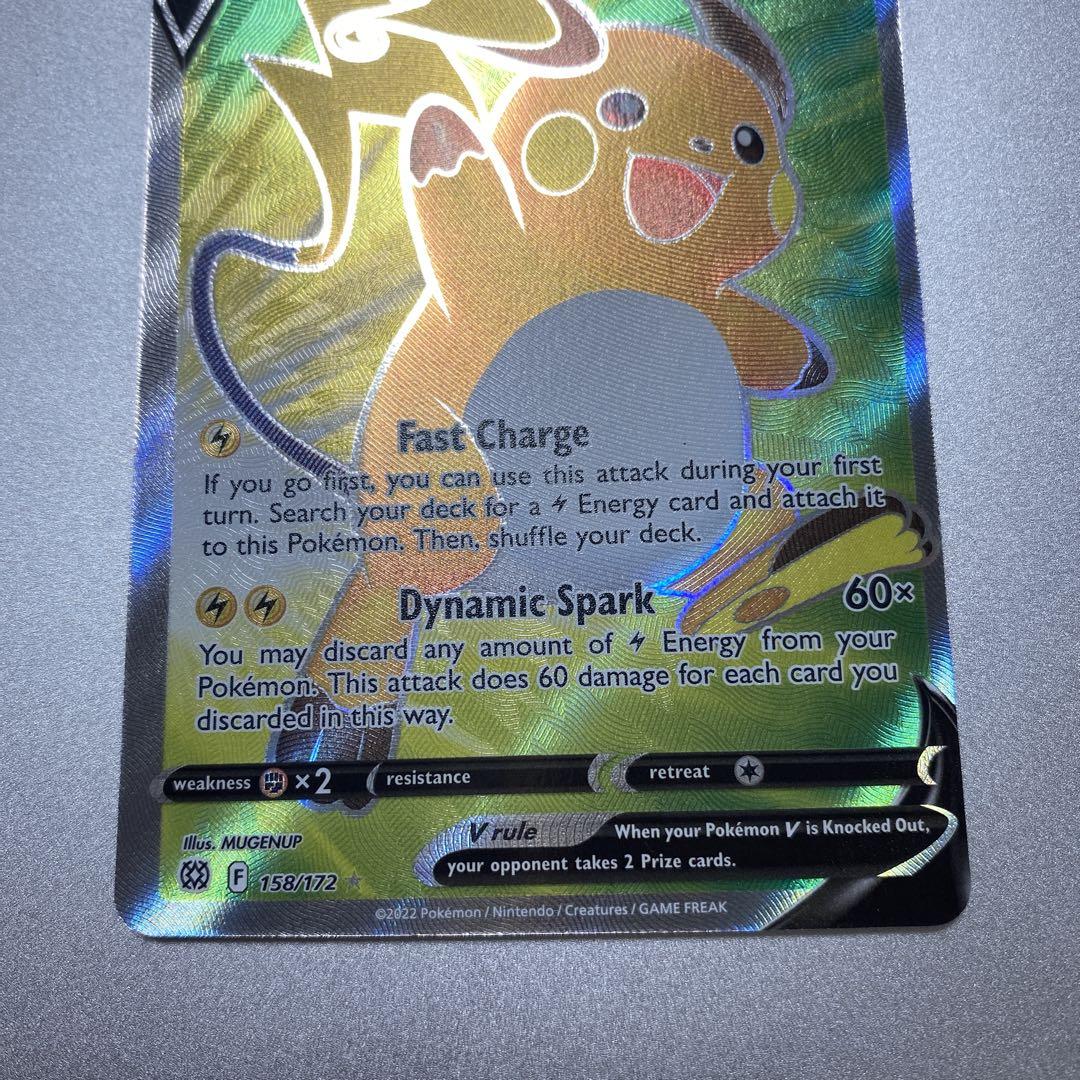 Fast Charge
If you go first, you can use this attack during your first
turn. Search your deck for a Energy card and attach it
to this Pokémon. Then, shuffle your deck.
Dynamic Spark 60×
You may discard any amount of Energy from your
Pokémon. This attack does 60 damage for each card you
discarded in this way.
weakness ×2 resistance retreat
V rule When your Pokémon V is Knocked Out,
your opponent takes 2 Prize cards.
Illus. MUGENUP
F 158/172 ★
©2022 Pokémon / Nintendo / Creatures / GAME FREAK